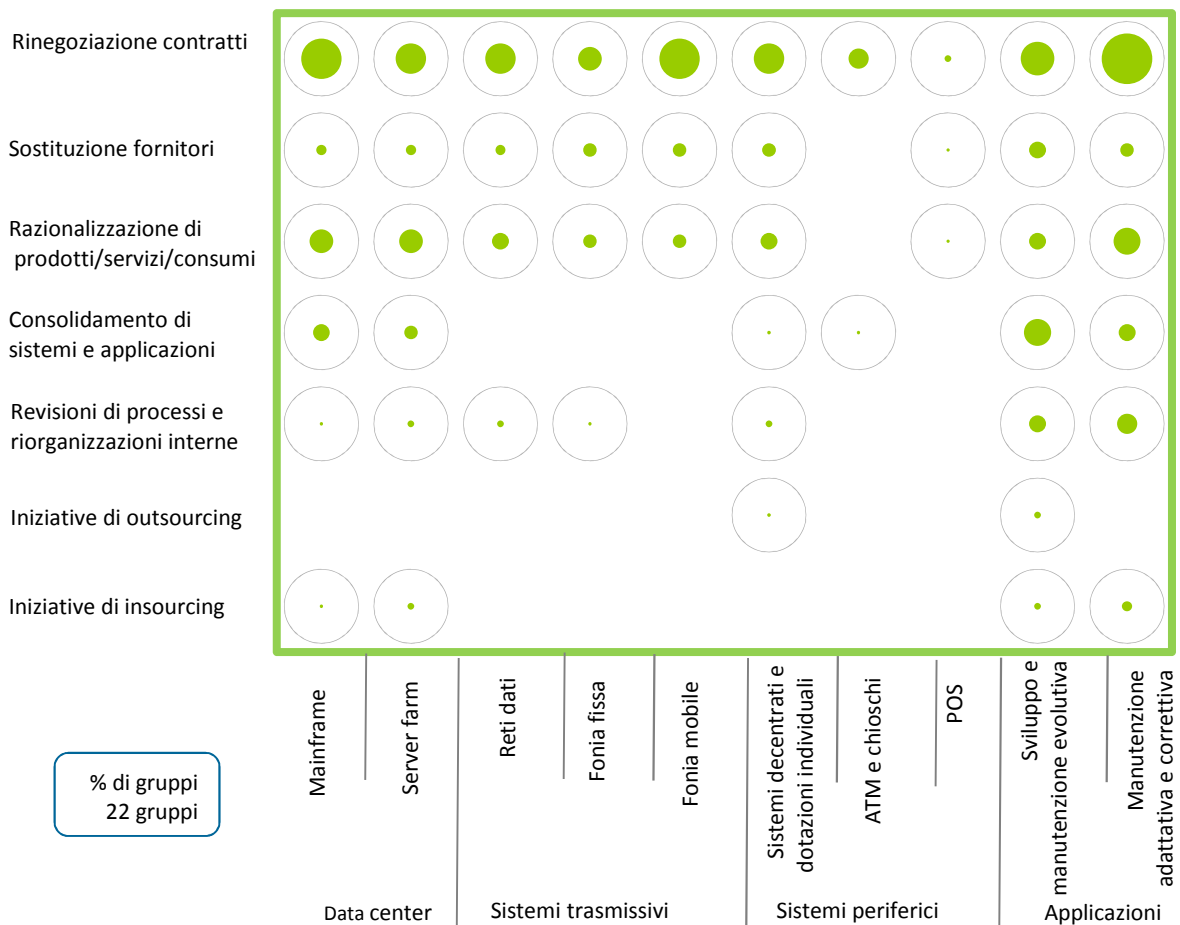 Rinegoziazione contratti
Sostituzione fornitori
Razionalizzazione di
prodotti/servizi/consumi
Consolidamento di
sistemi e applicazioni
Revisioni di processi e
riorganizzazioni interne
Iniziative di outsourcing
Iniziative di insourcing
Mainframe
Server farm
Reti dati
Fonia fissa
Fonia mobile
Sistemi decentrati e
dotazioni individuali
ATM e chioschi
POS
Sviluppo e
manutenzione evolutiva
Manutenzione
adattativa e correttiva
% di gruppi
22 gruppi
Data center
Sistemi trasmissivi
Sistemi periferici
Applicazioni